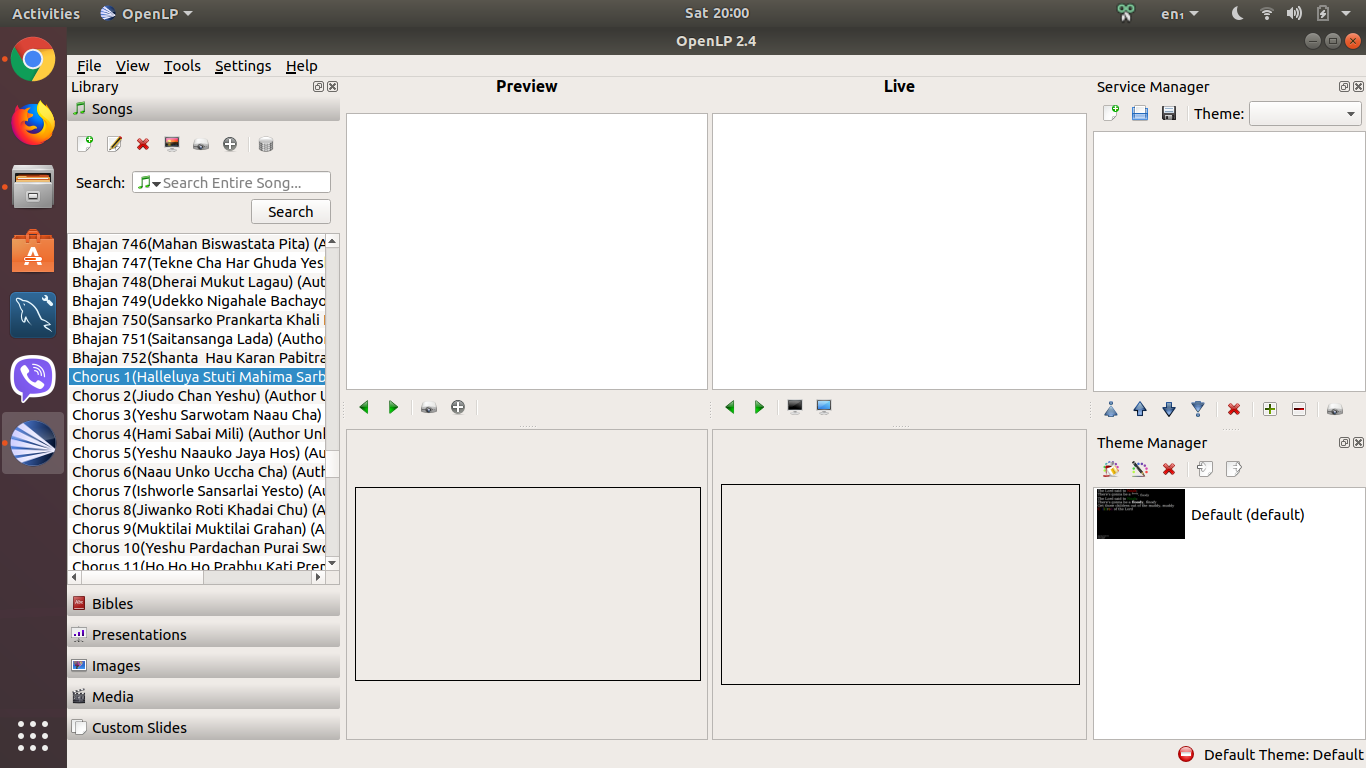 Activities OpenLP Sat 20:00 en₁
OpenLP 2.4
File View Tools Settings Help
Library
Songs
Search: Search Entire Song...
Search
Bhajan 746(Mahan Biswastata Pita) (A
Bhajan 747(Tekne Cha Har Ghuda Yes
Bhajan 748(Dherai Mukut Lagau) (Aut
Bhajan 749(Udekko Nigahale Bachayo
Bhajan 750(Sansarko Prankarta Khali
Bhajan 751(Saitansanga Lada) (Autho
Bhajan 752(Shanta Hau Karan Pabitra
Chorus 1(Halleluya Stuti Mahima Sarb
Chorus 2(Jiudo Chan Yeshu) (Author U
Chorus 3(Yeshu Sarwotam Naau Cha)
Chorus 4(Hami Sabai Mili) (Author Unk
Chorus 5(Yeshu Naauko Jaya Hos) (Au
Chorus 6(Naau Unko Uccha Cha) (Auth
Chorus 7(Ishworle Sansarlai Yesto) (Au
Chorus 8(Jiwanko Roti Khadai Chu) (A
Chorus 9(Muktilai Muktilai Grahan) (A
Chorus 10(Yeshu Pardachan Purai Swo
Chorus 11(Ho Ho Ho Prabhu Kati Prem
Bibles
Presentations
Images
Media
Custom Slides
Preview
Live
Service Manager
Theme:
Theme Manager
Default (default)
Default Theme: Default